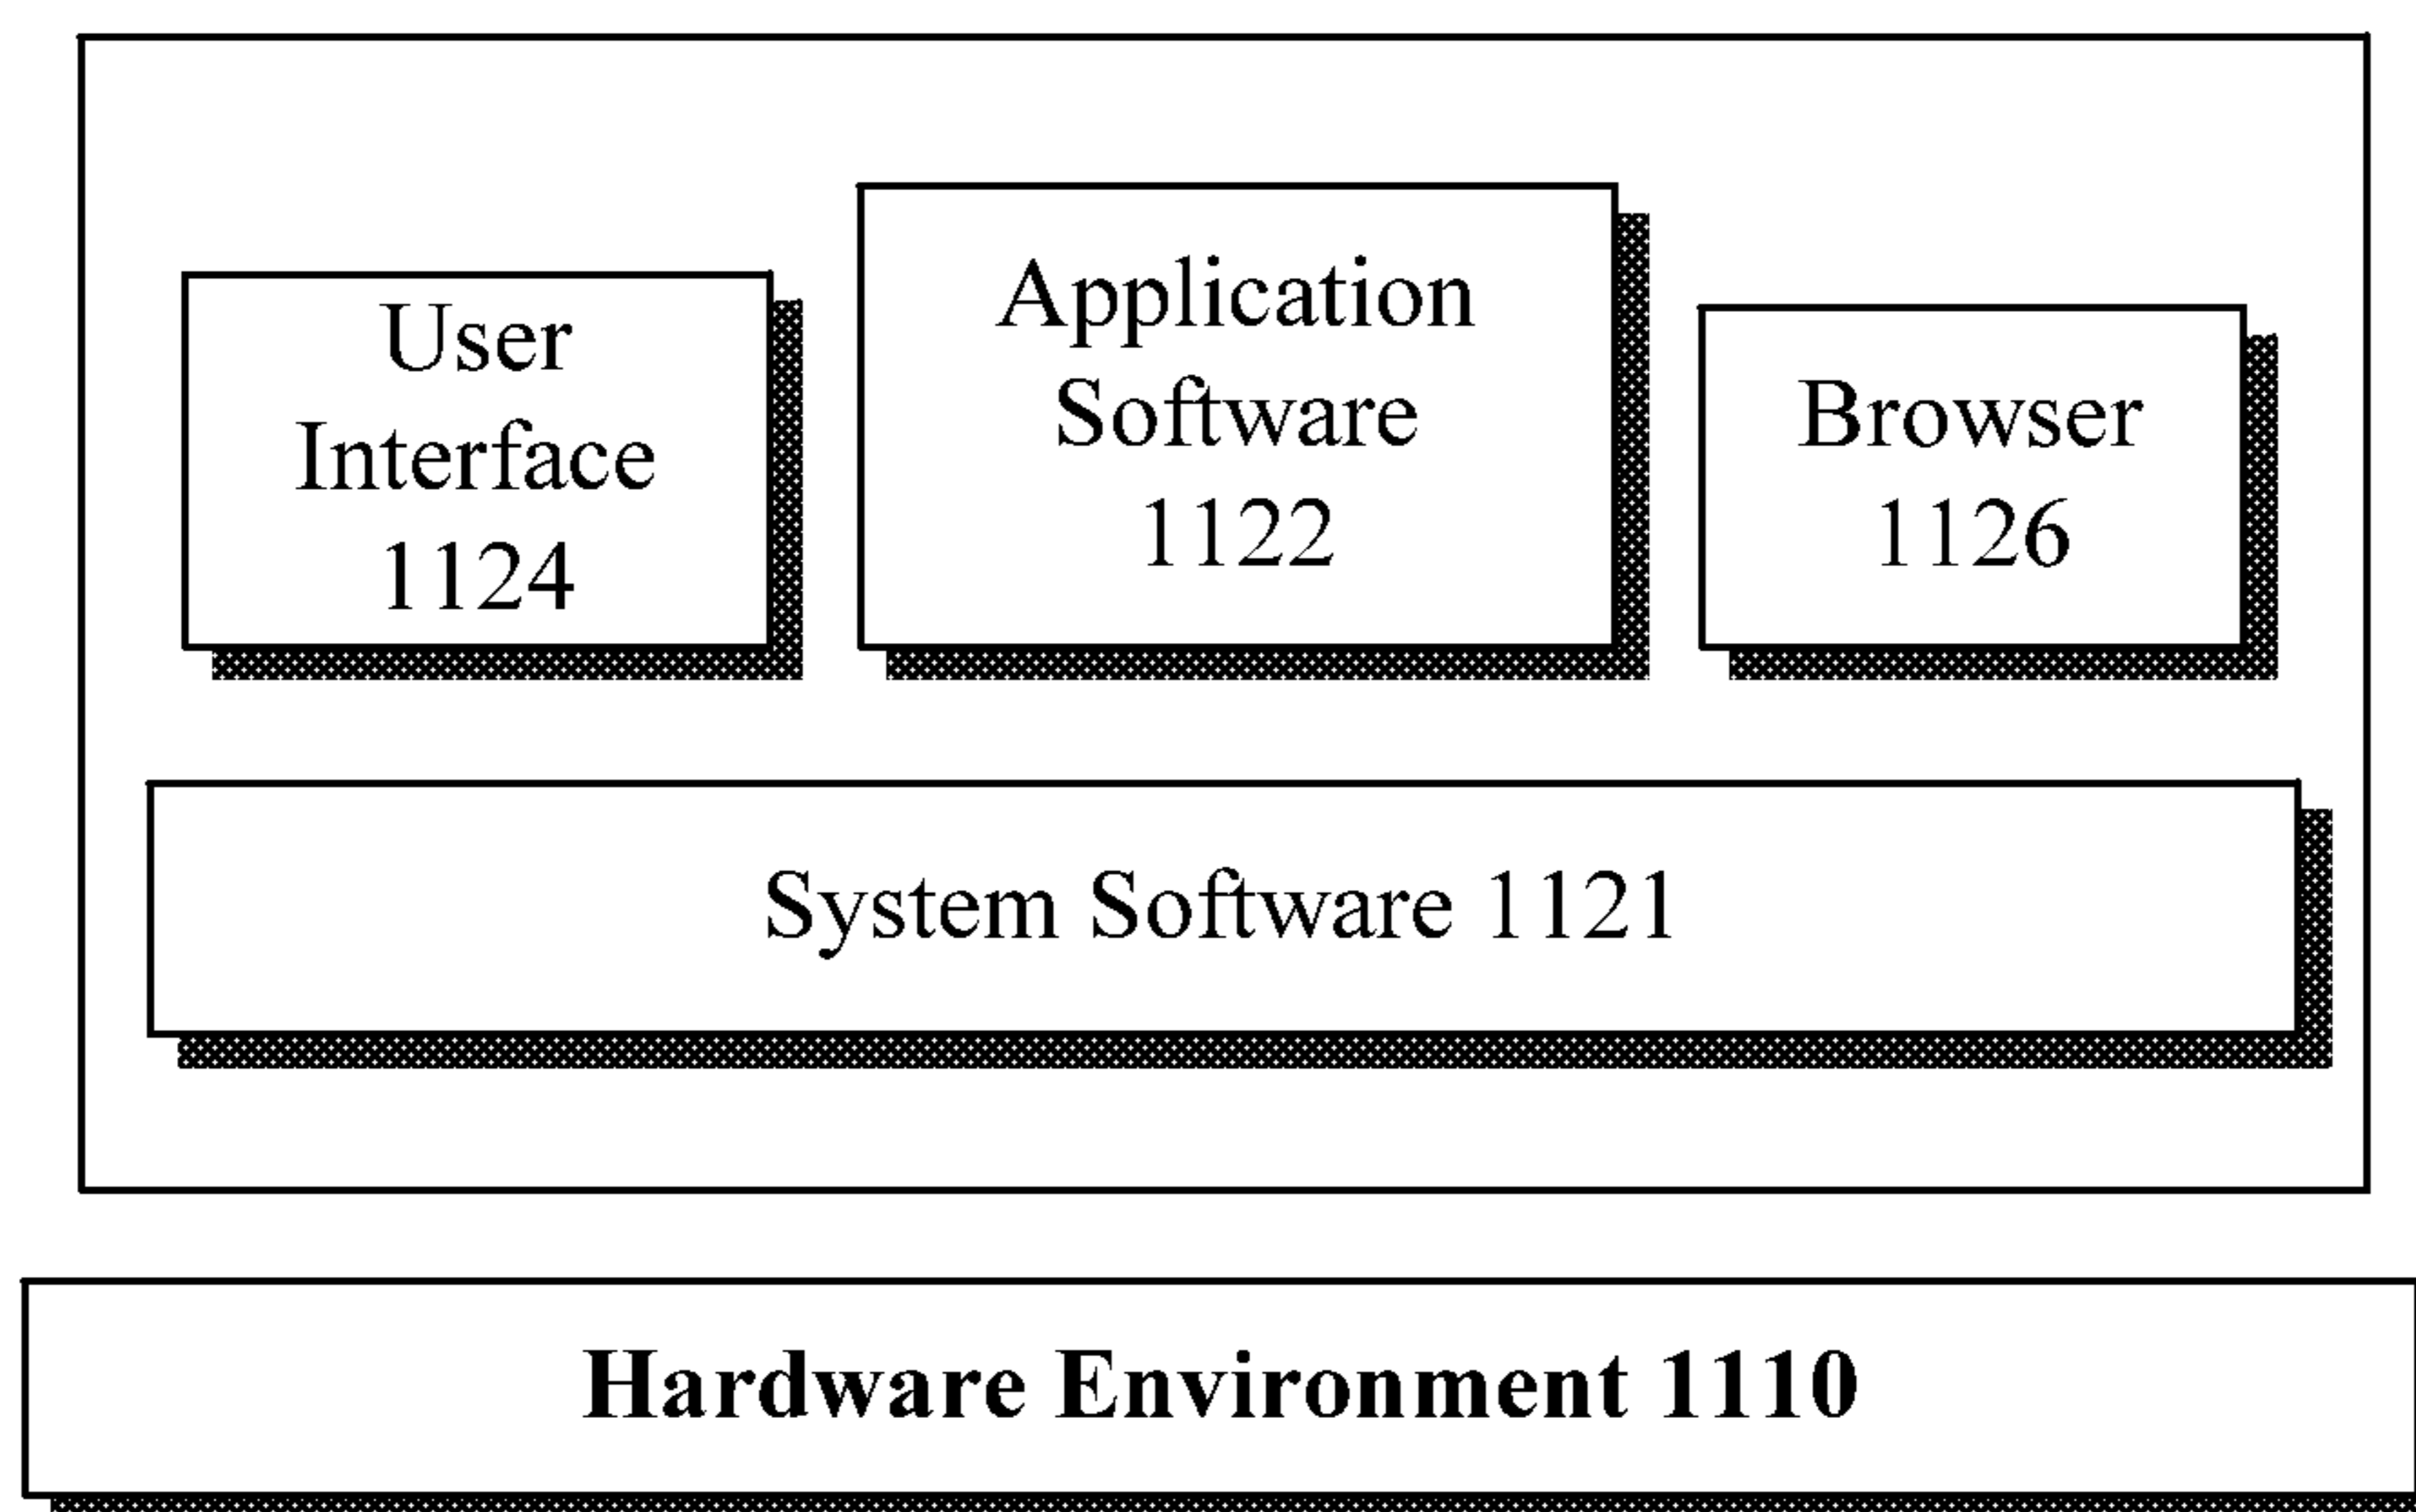 User
Interface
1124
Application
Software
1122
Browser
1126
System Software 1121
Hardware Environment 1110